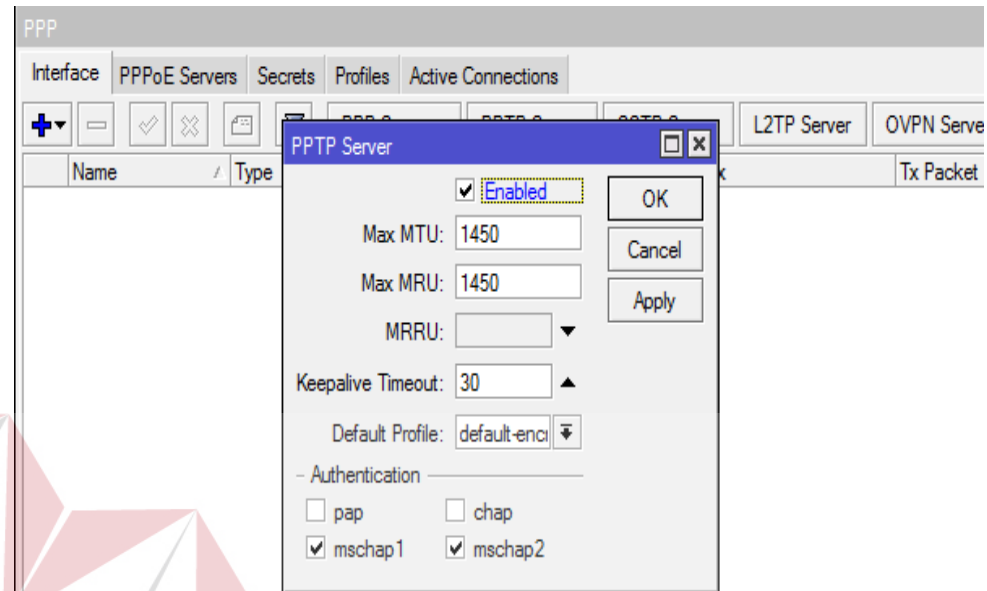 PPP
Interface PPPoE Servers Secrets Profiles Active Connections
L2TP Server OVPN Serve
Name Type Tx Packet
PPTP Server
Enabled
OK
Max MTU: 1450
Cancel
Max MRU: 1450
Apply
MRRU:
Keepalive Timeout: 30
Default Profile: default-encr
Authentication
pap chap
mschap1 mschap2